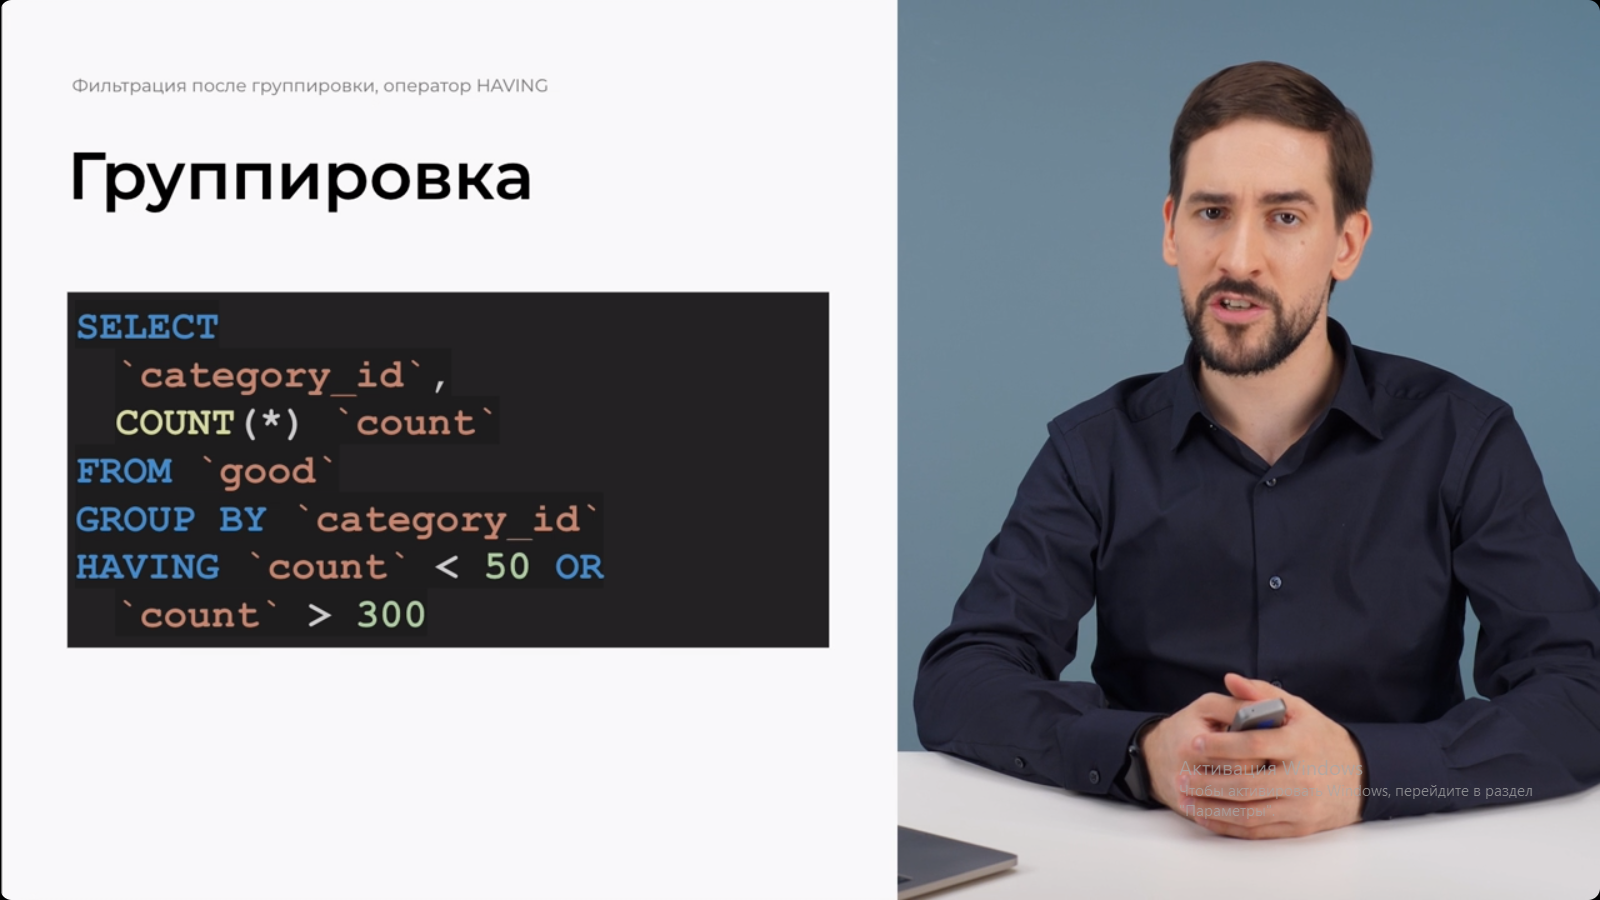 Фильтрация после группировки, оператор HAVING
Группировка
SELECT
`category_id`,
COUNT(*) `count`
FROM `good`
GROUP BY `category_id`
HAVING `count` < 50 OR
`count` > 300
Активация Windows
Чтобы активировать Windows, перейдите в раздел
"Параметры".